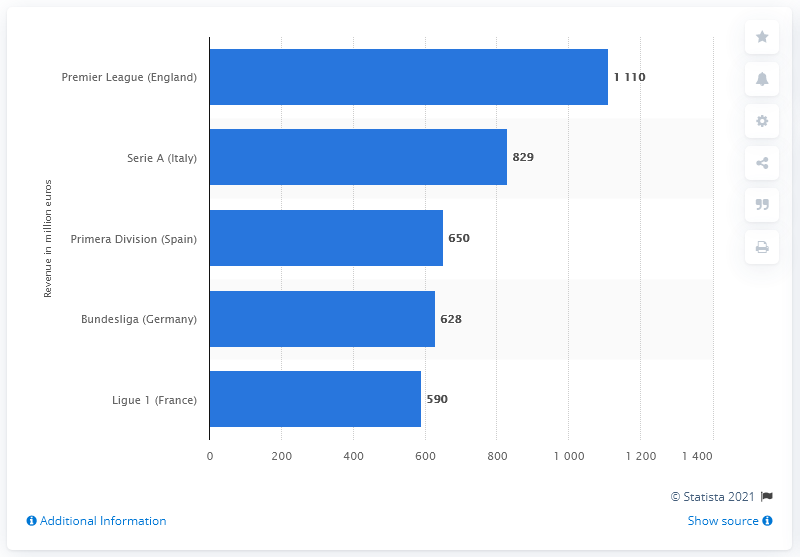 Revenue in million euros
Premier League (England)
1 110
Serie A (Italy)
829
Primera Division (Spain)
650
Bundesliga (Germany)
628
Ligue 1 (France)
590
0 200 400 600 800 1 000 1 200 1 400
© Statista 2021
Additional Information
Show source